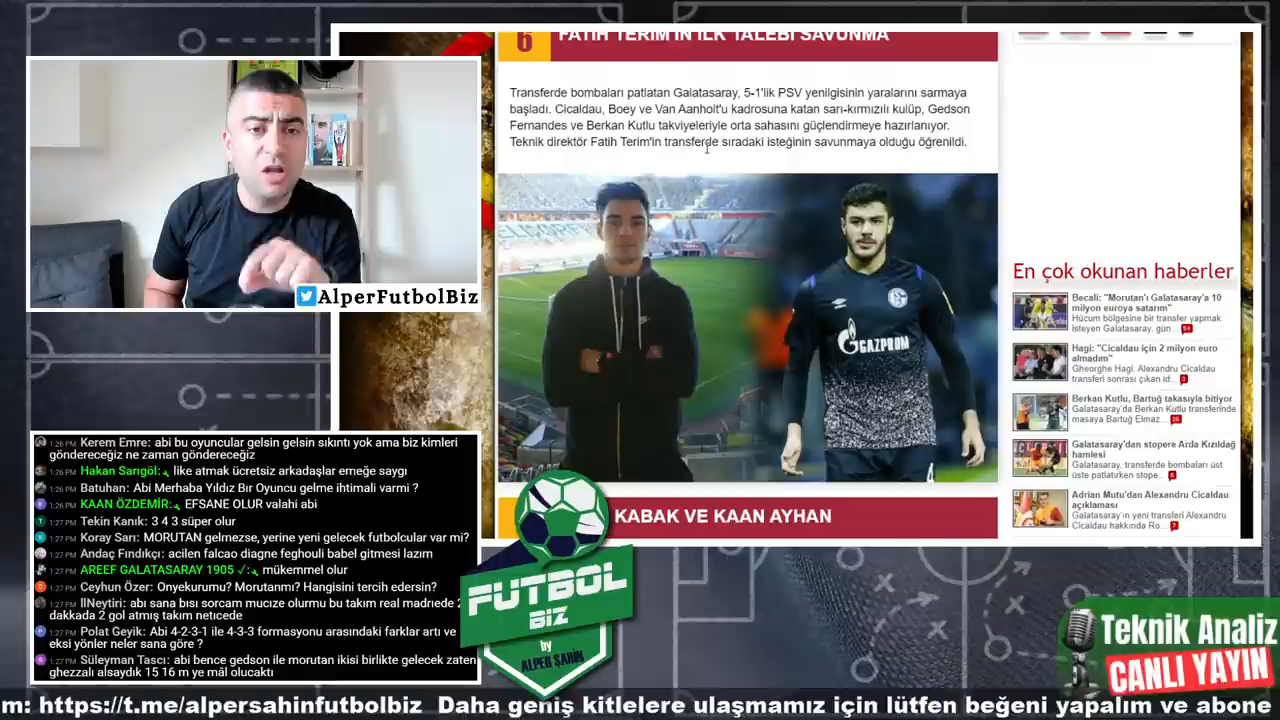 6
FATİH TERİM'İN İLK TALEBİ SAVUNMA
Transferde bombaları patlatan Galatasaray, 5-1'lik PSV yenilgisinin yaralarını sarmaya
başladı. Cicaldau, Boey ve Van Aanholt'u kadrosuna katan sarı-kırmızılı kulüp, Gedson
Fernandes ve Berkan Kutlu takviyeleriyle orta sahasını güçlendirmeye hazırlanıyor.
Teknik direktör Fatih Terim'in transferde sıradaki isteğinin savunmaya olduğu öğrenildi.
AlperFutbolBiz
GAZPROM
KABAK VE KAAN AYHAN
En çok okunan haberler
Becali: "Morutan'ı Galatasaray'a 10
milyon euroya satarım"
Hücum bölgesine bir transfer yapmak
isteyen Galatasaray, gün...
Hagi: "Cicaldau için 2 milyon euro
almadım"
Gheorghe Hagi, Alexandru Cicaldau
transferi sonrası çıkan id...
Berkan Kutlu, Bartuğ takasıyla bitiyor
Galatasaray'da Berkan Kutlu transferinde
masaya Bartuğ Elmaz...
Galatasaray'dan stopere Arda Kızıldağ
hamlesi
Galatasaray, transfer bombaları üst
üste patlatırken stope...
Adrian Mutu'dan Alexandru Cicaldau
açıklaması
Galatasaray'ın yeni transferi Alexandru
Cicaldau hakkında Ro...
1:26 PM Kerem Emre: abi bu oyuncular gelsin gelsin sıkıntı yok ama biz kimleri
göndereceğiz ne zaman göndereceğiz
1:26 PM Hakan Sarıgöl: like atmak ücretsiz arkadaşlar emeğe saygı
1:26 PM Batuhan: Abi Merhaba Yıldız Bır Oyuncu gelme ihtimali varmi ?
1:26 PM KAAN ÖZDEMİR: EFSANE OLUR valahi abi
1:27 PM Tekin Kanık: 3 4 3 süper olur
1:27 PM Koray Sarı: MORUTAN gelmezse, yerine yeni gelecek futbolcular var mi?
1:27 PM Andaç Fındıkçı: acilen falcao diagne feghouli babel gitmesi lazım
1:27 PM AREEF GALATASARAY 1905 ✓: mükemmel olur
1:27 PM Ceyhun Özer: Onyekurumu? Morutanmı? Hangisini tercih edersin?
1:27 PM IlNeytiri: abı sana bısı sorcam mucıze olurmu bu takım real madrıede 2
dakkada 2 gol atmış takım netıcede
1:27 PM Polat Geyik: Abi 4-2-3-1 ile 4-3-3 formasyonu arasındaki farklar artı ve
eksi yönler neler sana göre ?
1:27 PM Süleyman Tascı: abi bence gedson ile morutan ikisi birlikte gelecek zaten
ghezzalı alsaydık 15 16 m ye mâl olucaktı
FUTBOL
BİZ
by
ALPER ŞAHİN
Teknik Analiz
CANLI YAYIN
m: https://t.me/alpersahinfutbolbiz Daha geniş kitlelere ulaşmamız için lütfen beğeni yapalım ve abone